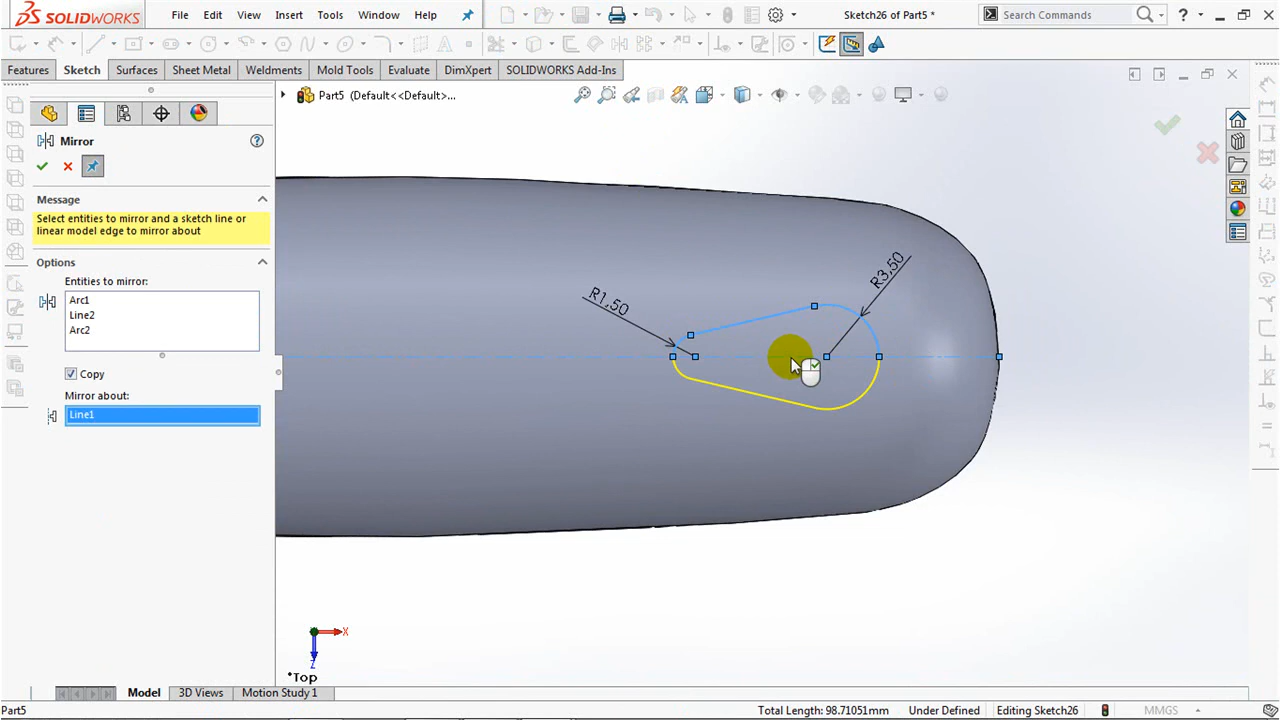 SOLIDWORKS
File Edit View Insert Tools Window Help
Sketch26 of Part5 *
Search Commands
?
Features Sketch Surfaces Sheet Metal Weldments Mold Tools Evaluate DimXpert SOLIDWORKS Add-Ins
Part5 (Default<<Default>...
Mirror
?
Message
Select entities to mirror and a sketch line or
linear model edge to mirror about
Options
Entities to mirror:
Arc1
Line2
Arc2
Copy
Mirror about:
Line1
R1,50
R3,50
X
Z
*Top
Model 3D Views Motion Study 1
Part5
Total Length: 98.71051mm Under Defined Editing Sketch26 MMGS